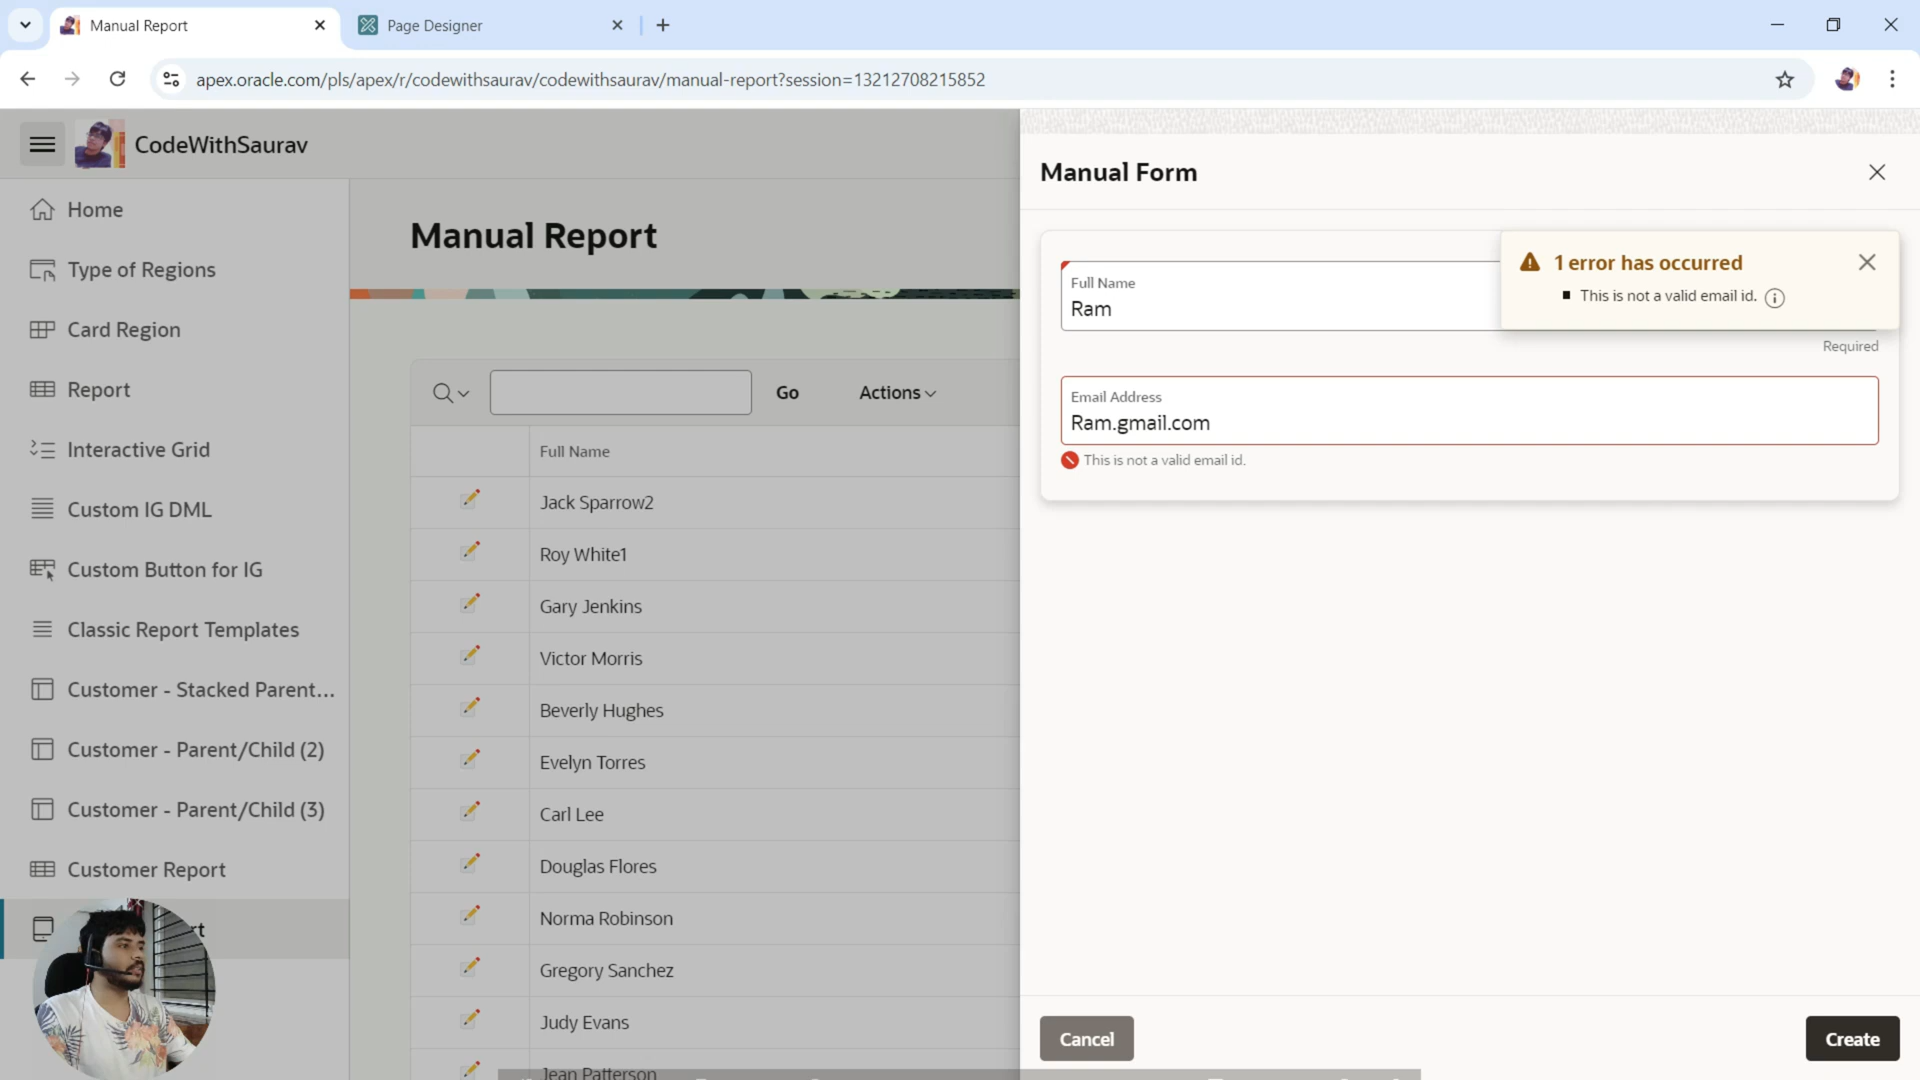 Manual Report
Page Designer
apex.oracle.com/pls/apex/r/codewithsaurav/codewithsaurav/manual-report?session=13212708215852
CodeWithSaurav
Home
Type of Regions
Card Region
Report
Interactive Grid
Custom IG DML
Custom Button for IG
Classic Report Templates
Customer - Stacked Parent...
Customer - Parent/Child (2)
Customer - Parent/Child (3)
Customer Report
Manual Report
Go
Actions
Full Name
Jack Sparrow2
Roy White1
Gary Jenkins
Victor Morris
Beverly Hughes
Evelyn Torres
Carl Lee
Douglas Flores
Norma Robinson
Gregory Sanchez
Judy Evans
Jean Patterson
Manual Form
Full Name
Ram
1 error has occurred
This is not a valid email id.
Required
Email Address
Ram.gmail.com
This is not a valid email id.
Cancel
Create